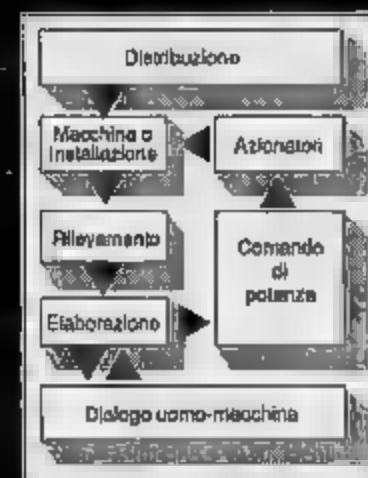 Distribuzione
Macchina o
Installazione
Azionatori
Rilevamento
Comando
di
potenza
Elaborazione
Dialogo uomo-macchina